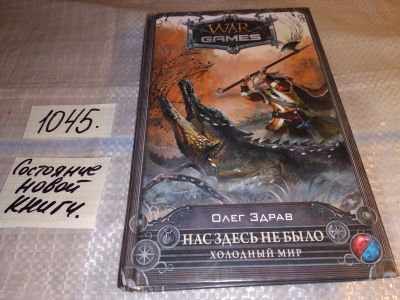 WAR
GAMES
1045.
Состояние
новой
книги.
ОЛЕГ ЗДРАВ
НАС ЗДЕСЬ НЕ БЫЛО
ХОЛОДНЫЙ МИР